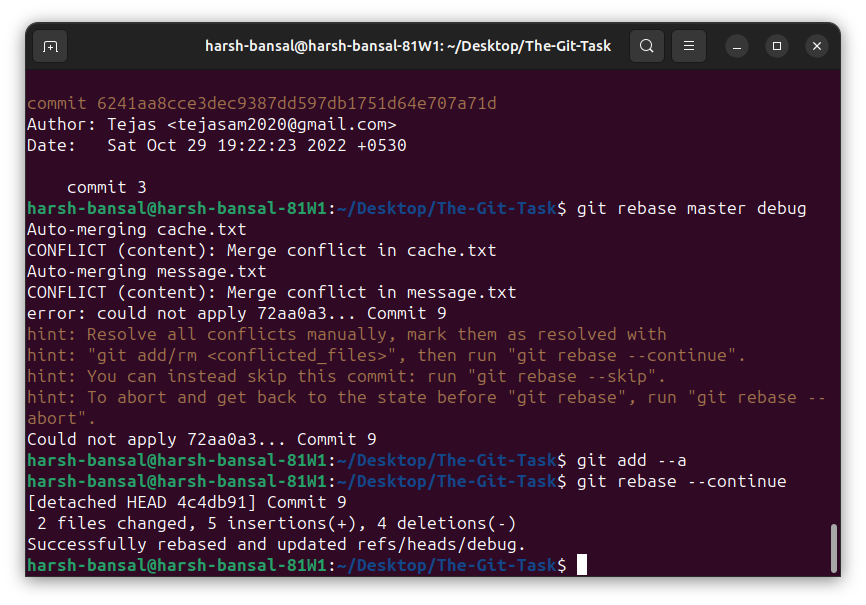 harsh-bansal@harsh-bansal-81W1: ~/Desktop/The-Git-Task
commit 6241aa8cce3dec9387dd597db1751d64e707a71d
Author: Tejas <tejasam2020@gmail.com>
Date:   Sat Oct 29 19:22:23 2022 +0530
    commit 3
harsh-bansal@harsh-bansal-81W1:~/Desktop/The-Git-Task$ git rebase master debug
Auto-merging cache.txt
CONFLICT (content): Merge conflict in cache.txt
Auto-merging message.txt
CONFLICT (content): Merge conflict in message.txt
error: could not apply 72aa0a3... Commit 9
hint: Resolve all conflicts manually, mark them as resolved with
hint: "git add/rm <conflicted_files>", then run "git rebase --continue".
hint: You can instead skip this commit: run "git rebase --skip".
hint: To abort and get back to the state before "git rebase", run "git rebase --
abort".
Could not apply 72aa0a3... Commit 9
harsh-bansal@harsh-bansal-81W1:~/Desktop/The-Git-Task$ git add --a
harsh-bansal@harsh-bansal-81W1:~/Desktop/The-Git-Task$ git rebase --continue
[detached HEAD 4c4db91] Commit 9
 2 files changed, 5 insertions(+), 4 deletions(-)
Successfully rebased and updated refs/heads/debug.
harsh-bansal@harsh-bansal-81W1:~/Desktop/The-Git-Task$